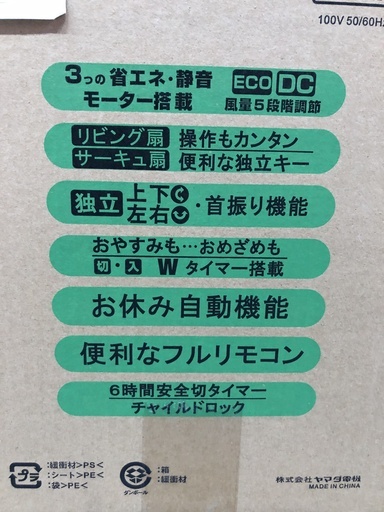 100V 50/60Hz
3つの 省エネ・静音 ECO DC
モーター搭載 風量5段階調節
リビング扇 操作もカンタン
サーキュ扇 便利な独立キー
独立 上下 左右 ・首振り機能
おやすみも…おめざめも
切・入 W タイマー搭載
お休み自動機能
便利なフルリモコン
6時間安全切タイマー
チャイルドロック
プラ
:緩衝材>PS<
:シート>PE<
:袋>PE<
ダンボール
:箱
:緩衝材
株式会社 ヤマダ電機
MADE IN CHINA